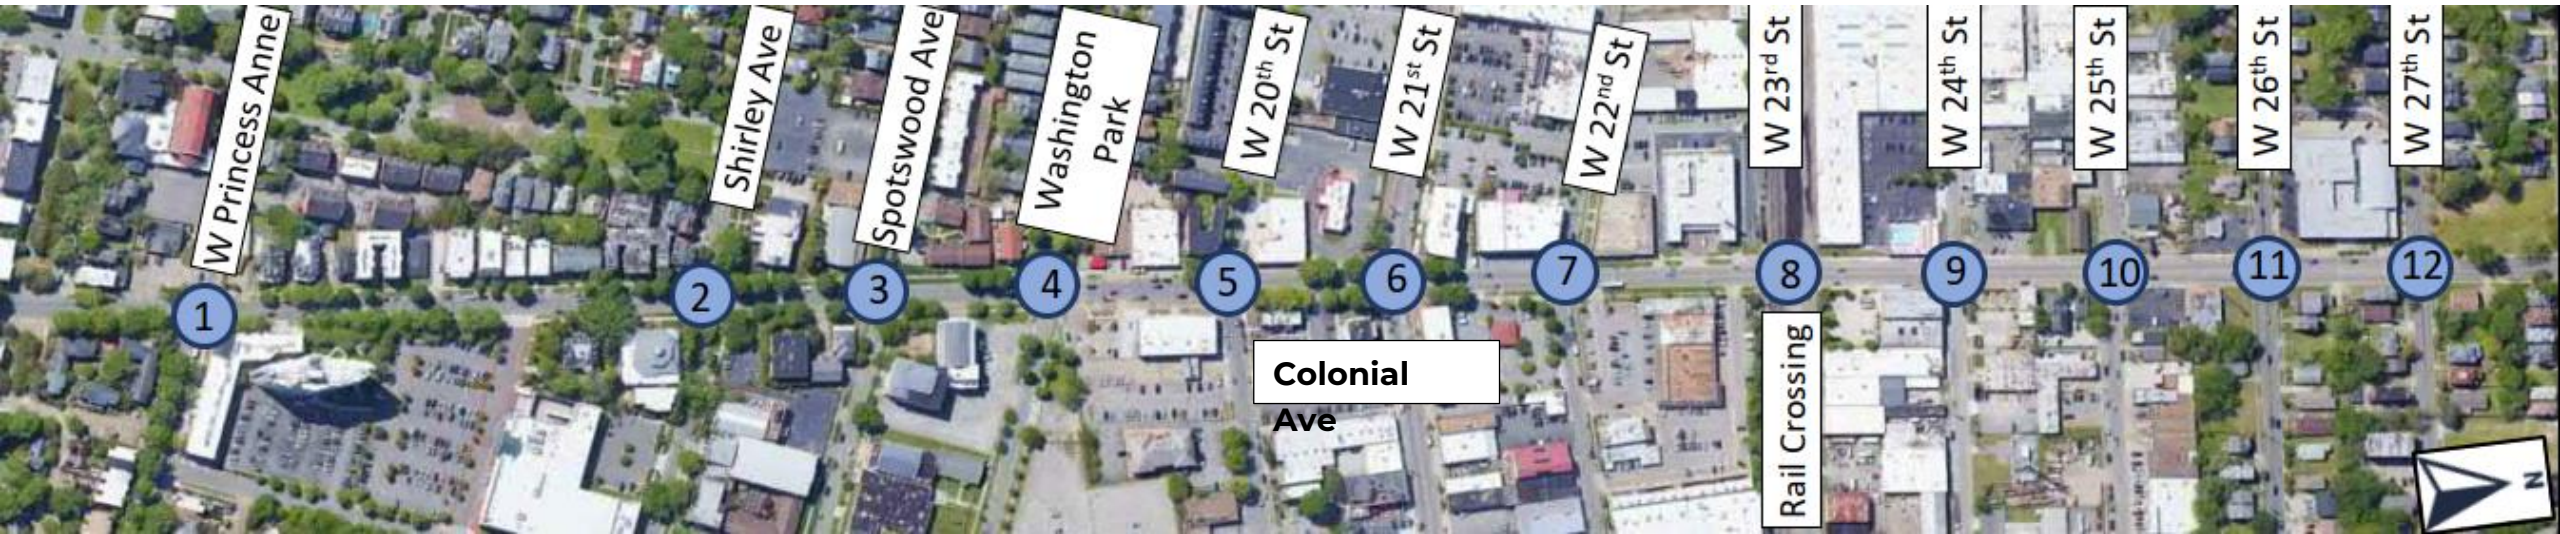 W Princess Anne
Shirley Ave
Spotswood Ave
Washington
Park
W 20th St
W 21st St
W 22nd St
W 23rd St
W 24th St
W 25th St
W 26th St
W 27th St
1
2
3
4
5
6
7
8
9
10
11
12
Colonial
Ave
Rail Crossing
N